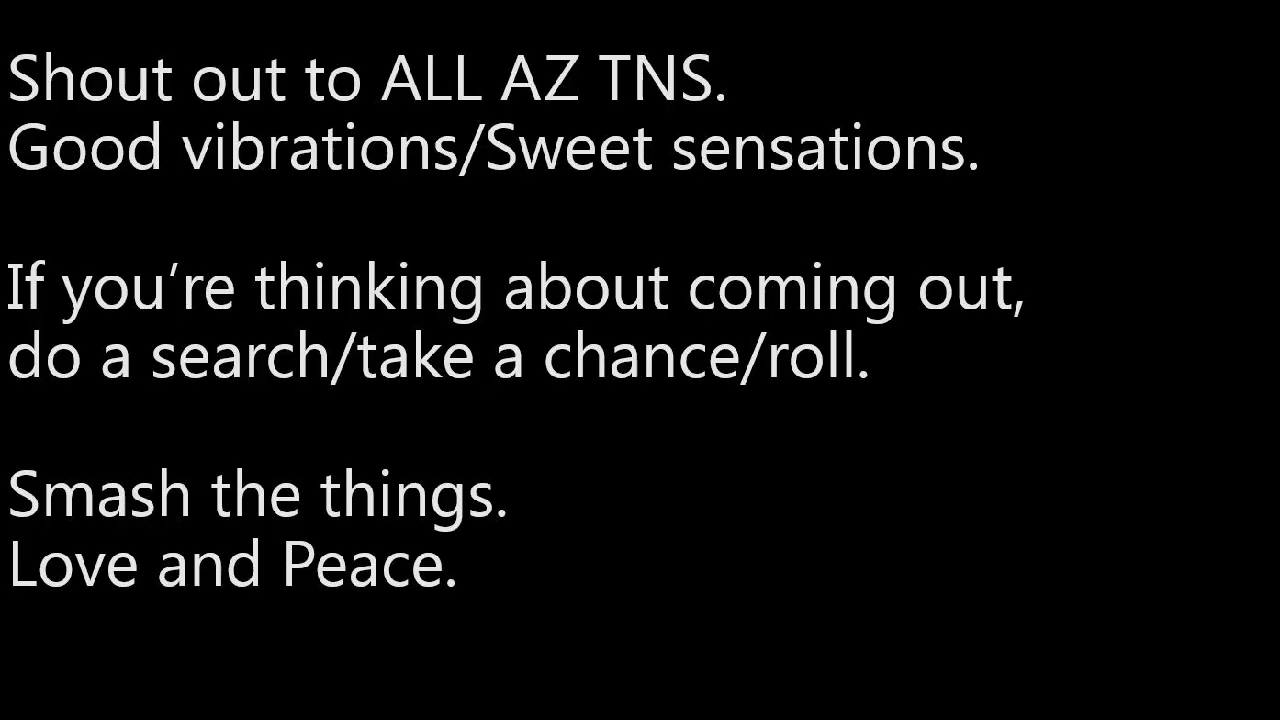 Shout out to ALL AZ TNS.
Good vibrations/Sweet sensations.
If you’re thinking about coming out,
do a search/take a chance/roll.
Smash the things.
Love and Peace.